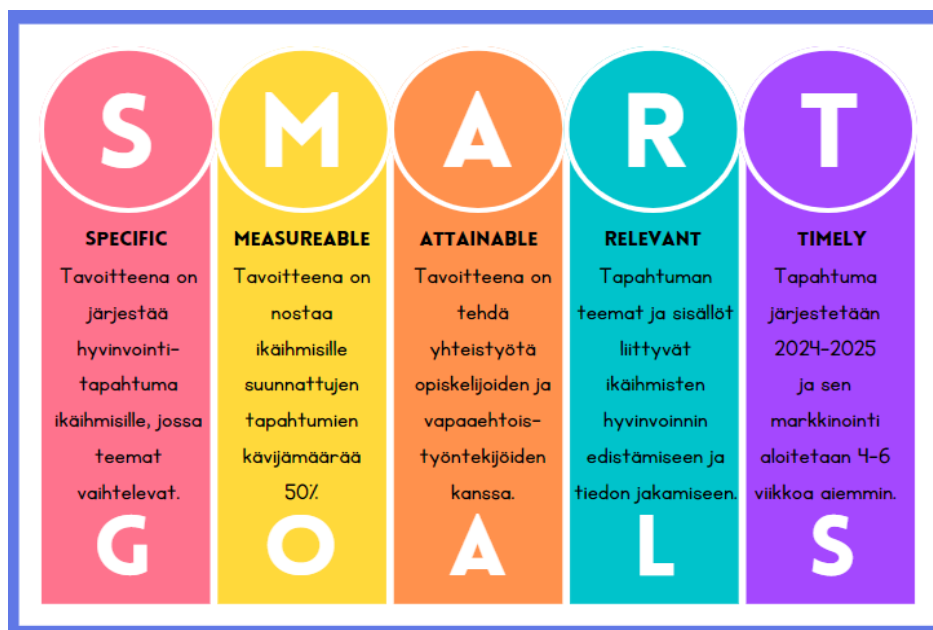 S
SPECIFIC
Tavoitteena on
järjestää
hyvinvointi-
tapahtuma
ikäihmisille, jossa
teemat
vaihtelevat.
G
M
MEASUREABLE
Tavoitteena on
nostaa
ikäihmisille
suunnattujen
tapahtumien
kävijämäärää
50%
O
A
ATTAINABLE
Tavoitteena on
tehdä
yhteistyötä
opiskelijoiden ja
vapaaehtois-
työntekijöiden
kanssa.
A
R
RELEVANT
Tapahtuman
teemat ja sisällöt
liittyvät
ikäihmisten
hyvinvoinnin
edistämiseen ja
tiedon jakamiseen.
L
T
TIMELY
Tapahtuma
järjestetään
2024-2025
ja sen
markkinointi
aloitetaan 4-6
viikkoa aiemmin.
S